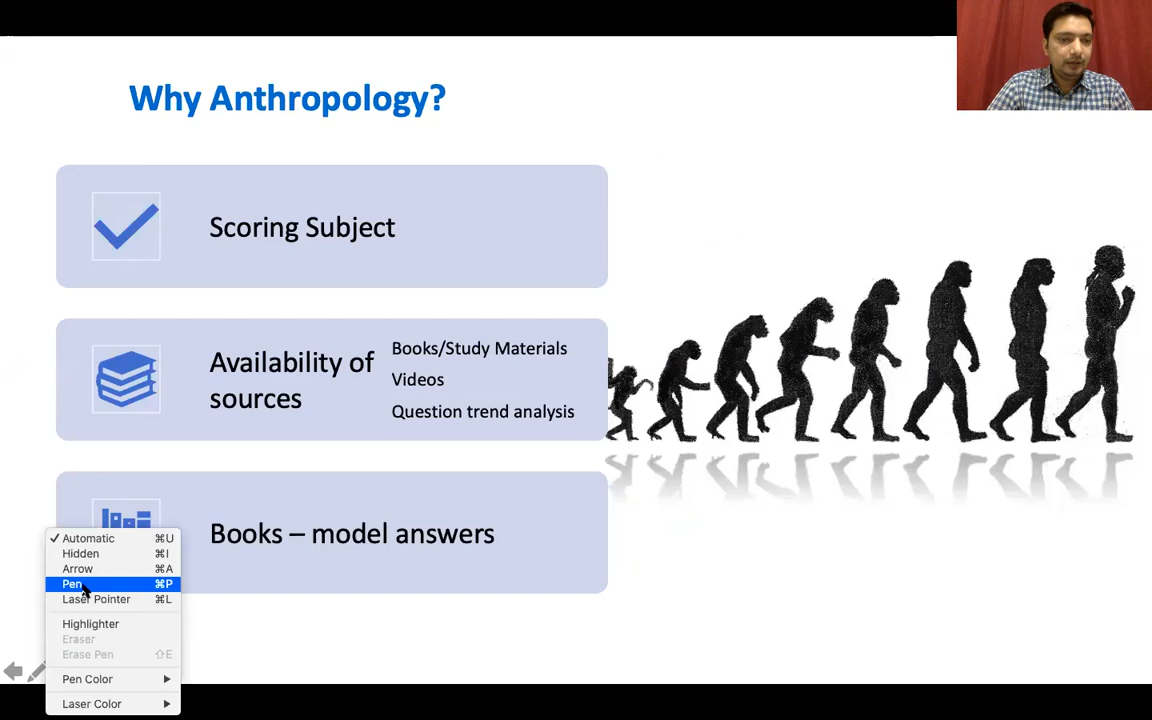 Why Anthropology?
Scoring Subject
Availability of
sources
Books/Study Materials
Videos
Question trend analysis
Books – model answers
✓ Automatic ⌘U
Hidden ⌘I
Arrow ⌘A
Pen ⌘P
Laser Pointer ⌘L
Highlighter
Eraser
Erase Pen ⇧E
Pen Color
Laser Color